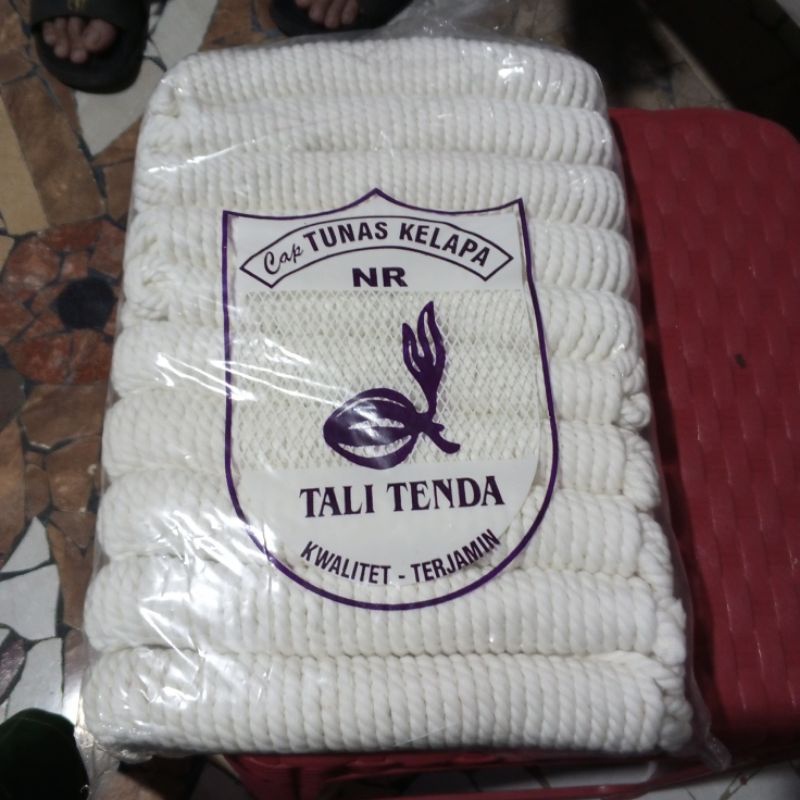 Cap TUNAS KELAPA
NR
TALI TENDA
KWALITET - TERJAMIN